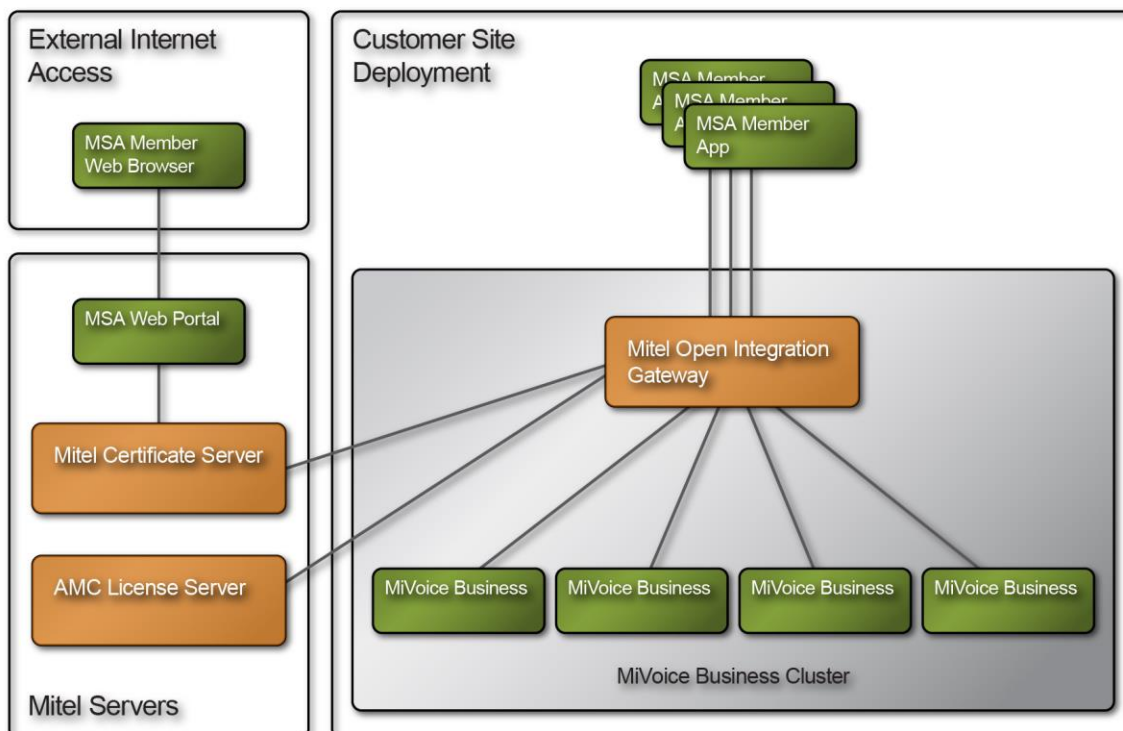 External Internet
Access
MSA Member
Web Browser
MSA Web Portal
Mitel Certificate Server
AMC License Server
Mitel Servers
Customer Site
Deployment
MSA Member
A
MSA Member
A
MSA Member
App
Mitel Open Integration
Gateway
MiVoice Business
MiVoice Business
MiVoice Business
MiVoice Business
MiVoice Business Cluster